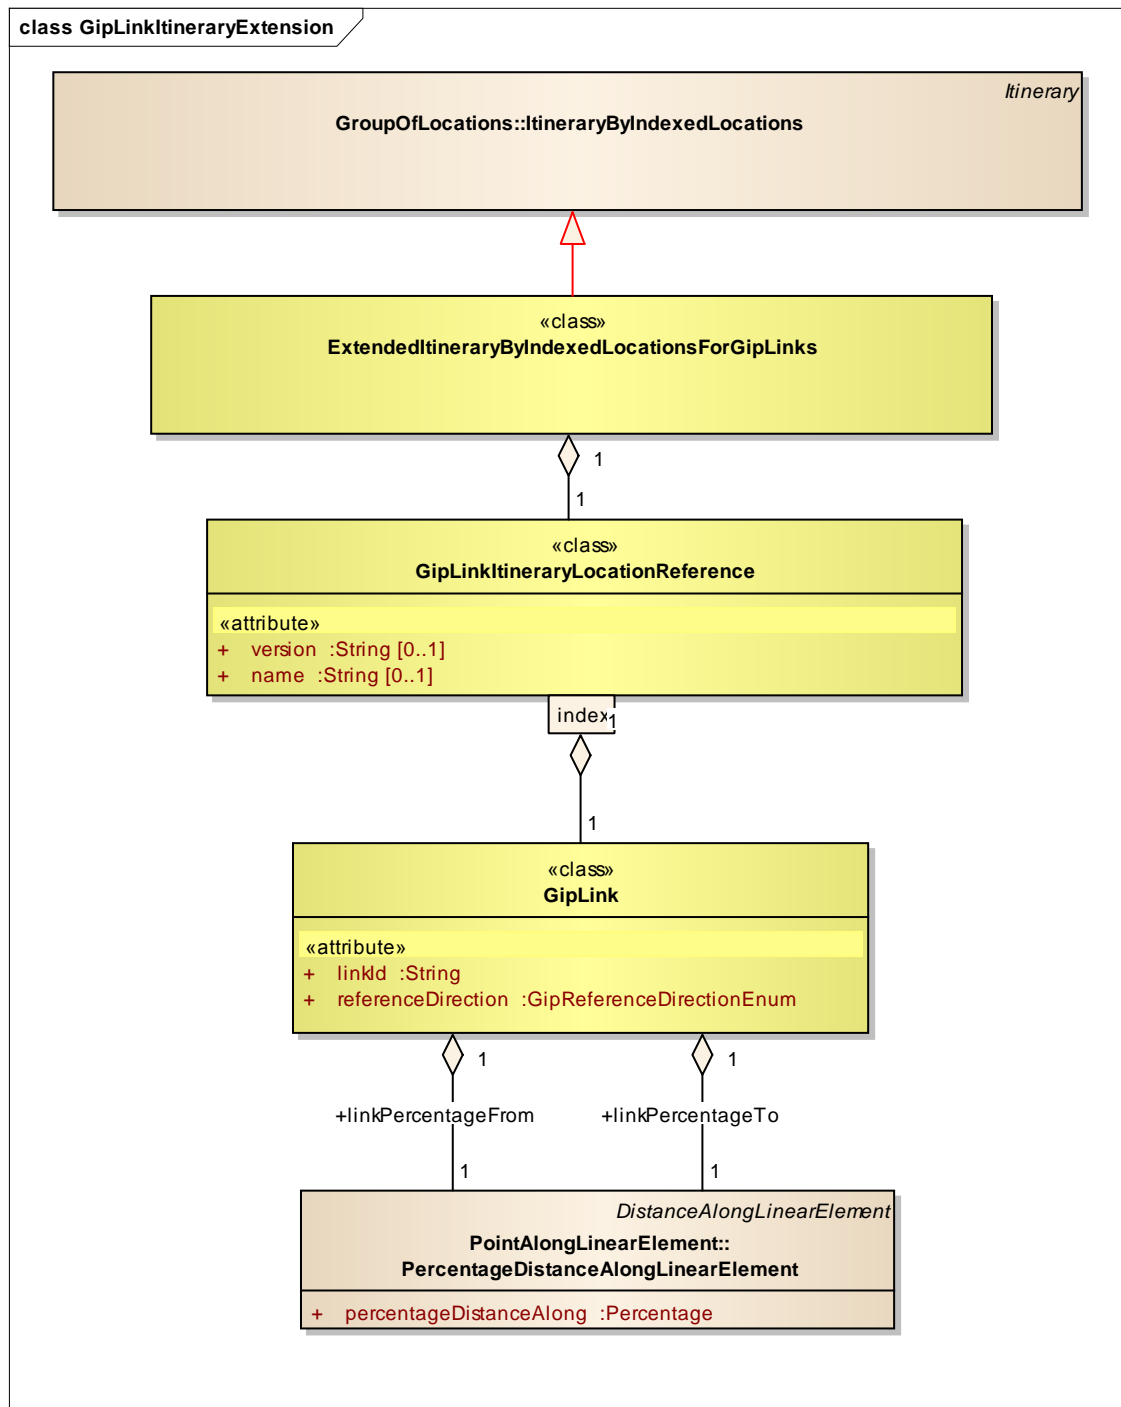 class GipLinkItineraryExtension
Itinerary
GroupOfLocations::ItineraryByIndexedLocations
«class»
ExtendedItineraryByIndexedLocationsForGipLinks
1
1
«class»
GipLinkItineraryLocationReference
«attribute»
+ version :String [0..1]
+ name :String [0..1]
index
1
1
«class»
GipLink
«attribute»
+ linkId :String
+ referenceDirection :GipReferenceDirectionEnum
1 1
+linkPercentageFrom +linkPercentageTo
1 1
DistanceAlongLinearElement
PointAlongLinearElement::
PercentageDistanceAlongLinearElement
+ percentageDistanceAlong :Percentage